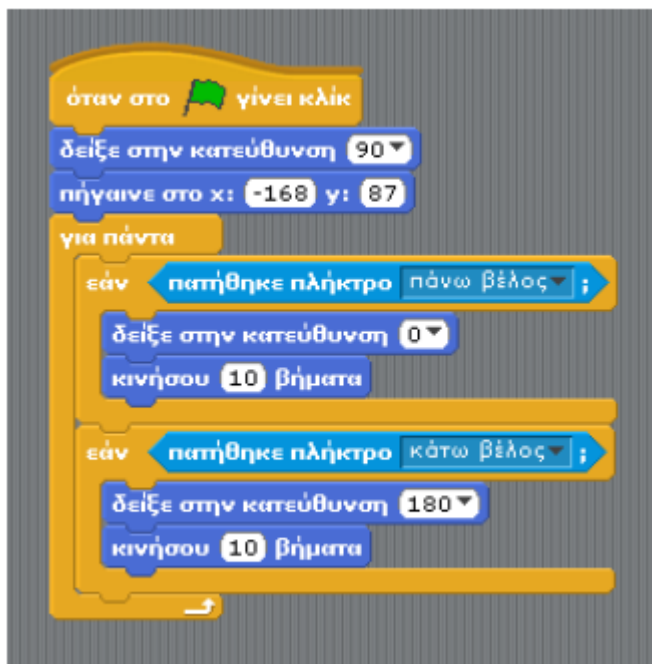 όταν στο γίνει κλίκ
δείξε στην κατεύθυνση 90
πήγαινε στο x: -168 y: 87
για πάντα
εάν πατήθηκε πλήκτρο πάνω βέλος ;
δείξε στην κατεύθυνση 0
κινήσου 10 βήματα
εάν πατήθηκε πλήκτρο κάτω βέλος ;
δείξε στην κατεύθυνση 180
κινήσου 10 βήματα